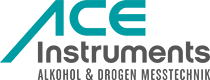 ACE
Instruments
ALKOHOL & DROGEN MESSTECHNIK